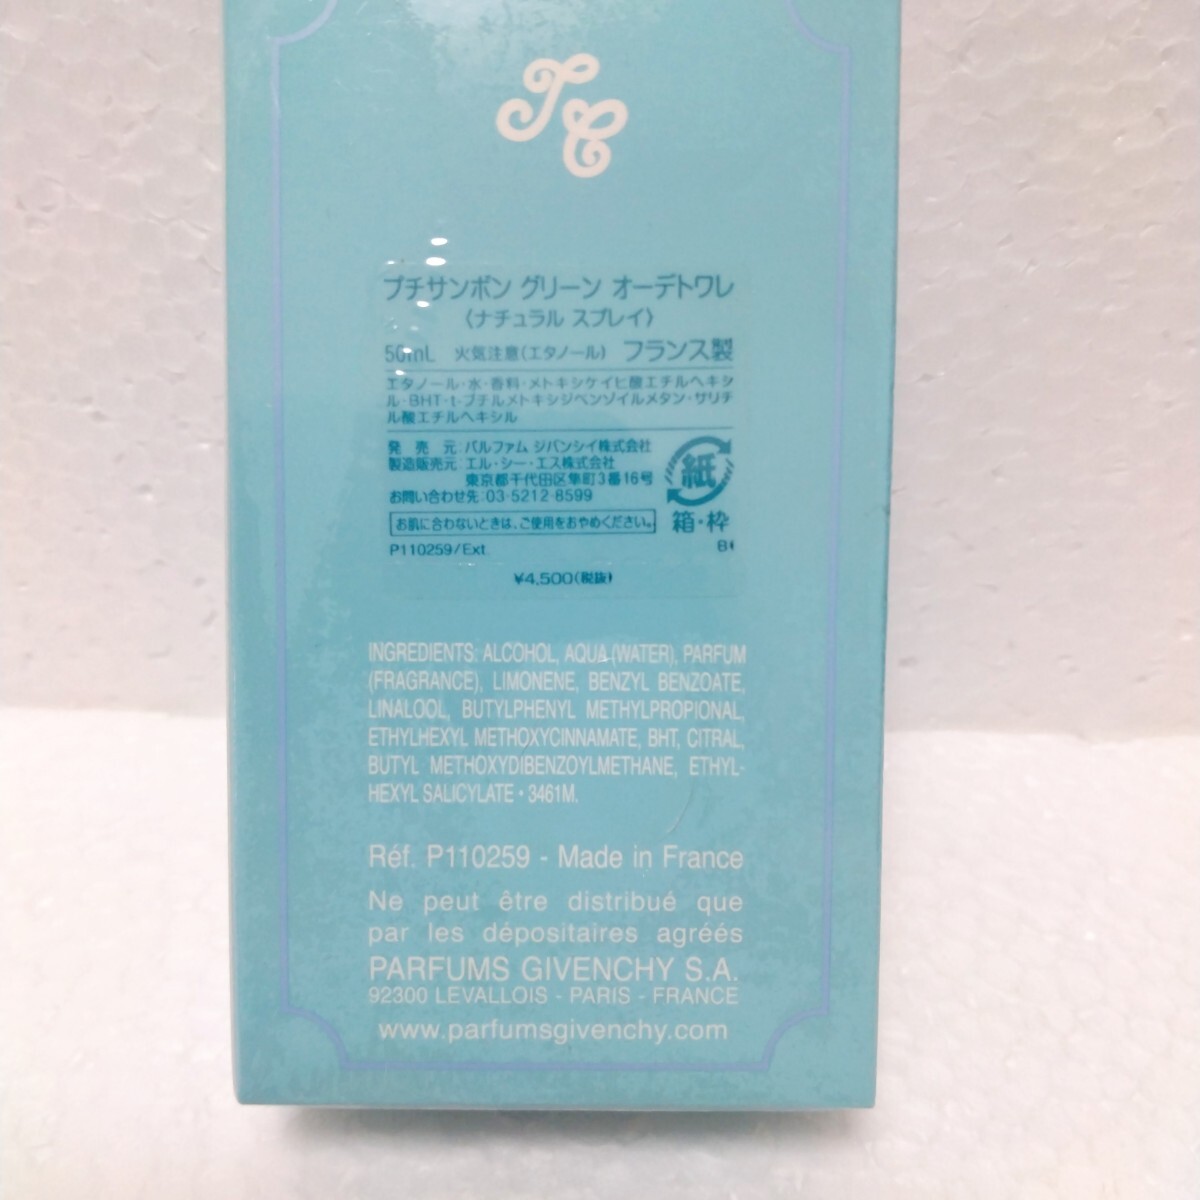 TC
プチサンボン グリーン オーデトワレ
〈ナチュラル スプレイ〉
50mL 火気注意(エタノール) フランス製
エタノール・水・香料・メトキシケイヒ酸エチルヘキシ
ル・BHT・t-ブチルメトキシジベンゾイルメタン・サリチ
ル酸エチルヘキシル
発 売 元:パルファム ジバンシイ株式会社
製造販売元:エル・シー・エス株式会社
東京都千代田区隼町3番16号
お問い合わせ先:03-5212-8599
お肌に合わないときは、ご使用をおやめください。
紙
箱・枠
P110259/Ext.
¥4,500(税抜)
INGREDIENTS: ALCOHOL, AQUA (WATER), PARFUM
(FRAGRANCE), LIMONENE, BENZYL BENZOATE,
LINALOOL, BUTYLPHENYL METHYLPROPIONAL,
ETHYLHEXYL METHOXYCINNAMATE, BHT, CITRAL,
BUTYL METHOXYDIBENZOYLMETHANE, ETHYL-
HEXYL SALICYLATE • 3461M.
Réf. P110259 - Made in France
Ne peut être distribué que
par les dépositaires agréés
PARFUMS GIVENCHY S.A.
92300 LEVALLOIS - PARIS - FRANCE
www.parfumsgivenchy.com